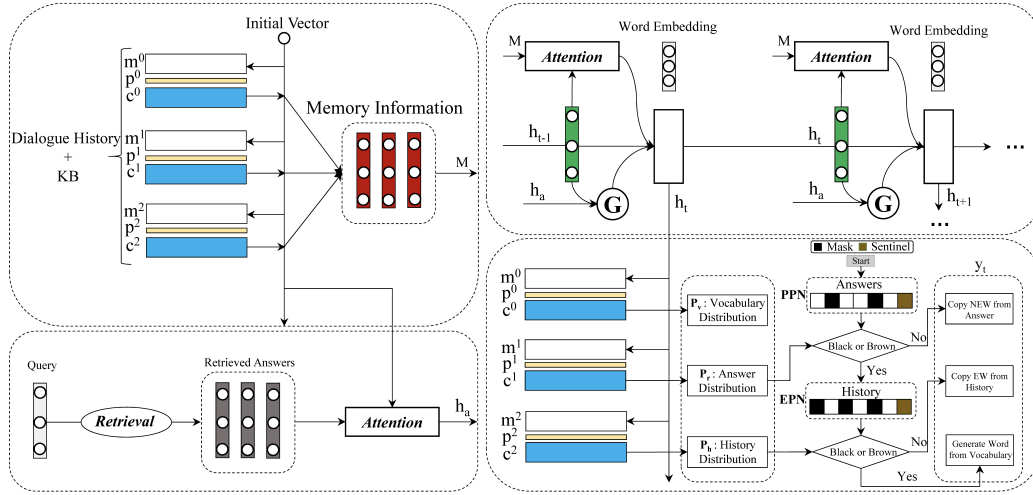 Initial Vector
m0
p0
c0
Dialogue History
+
KB
m1
p1
c1
m2
p2
c2
Memory Information
M
Query
Retrieval
Retrieved Answers
Attention
ha
M
Attention
Word Embedding
ht-1
ha
G
ht
M
Attention
Word Embedding
ht
ha
G
ht+1
...
...
m0
p0
c0
m1
p1
c1
m2
p2
c2
Pv : Vocabulary
Distribution
Pr : Answer
Distribution
Ph : History
Distribution
Mask
Sentinel
Start
PPN
Answers
Black or Brown
No
Yes
EPN
History
Black or Brown
No
Yes
yt
Copy NEW from
Answer
Copy EW from
History
Generate Word
from Vocabulary